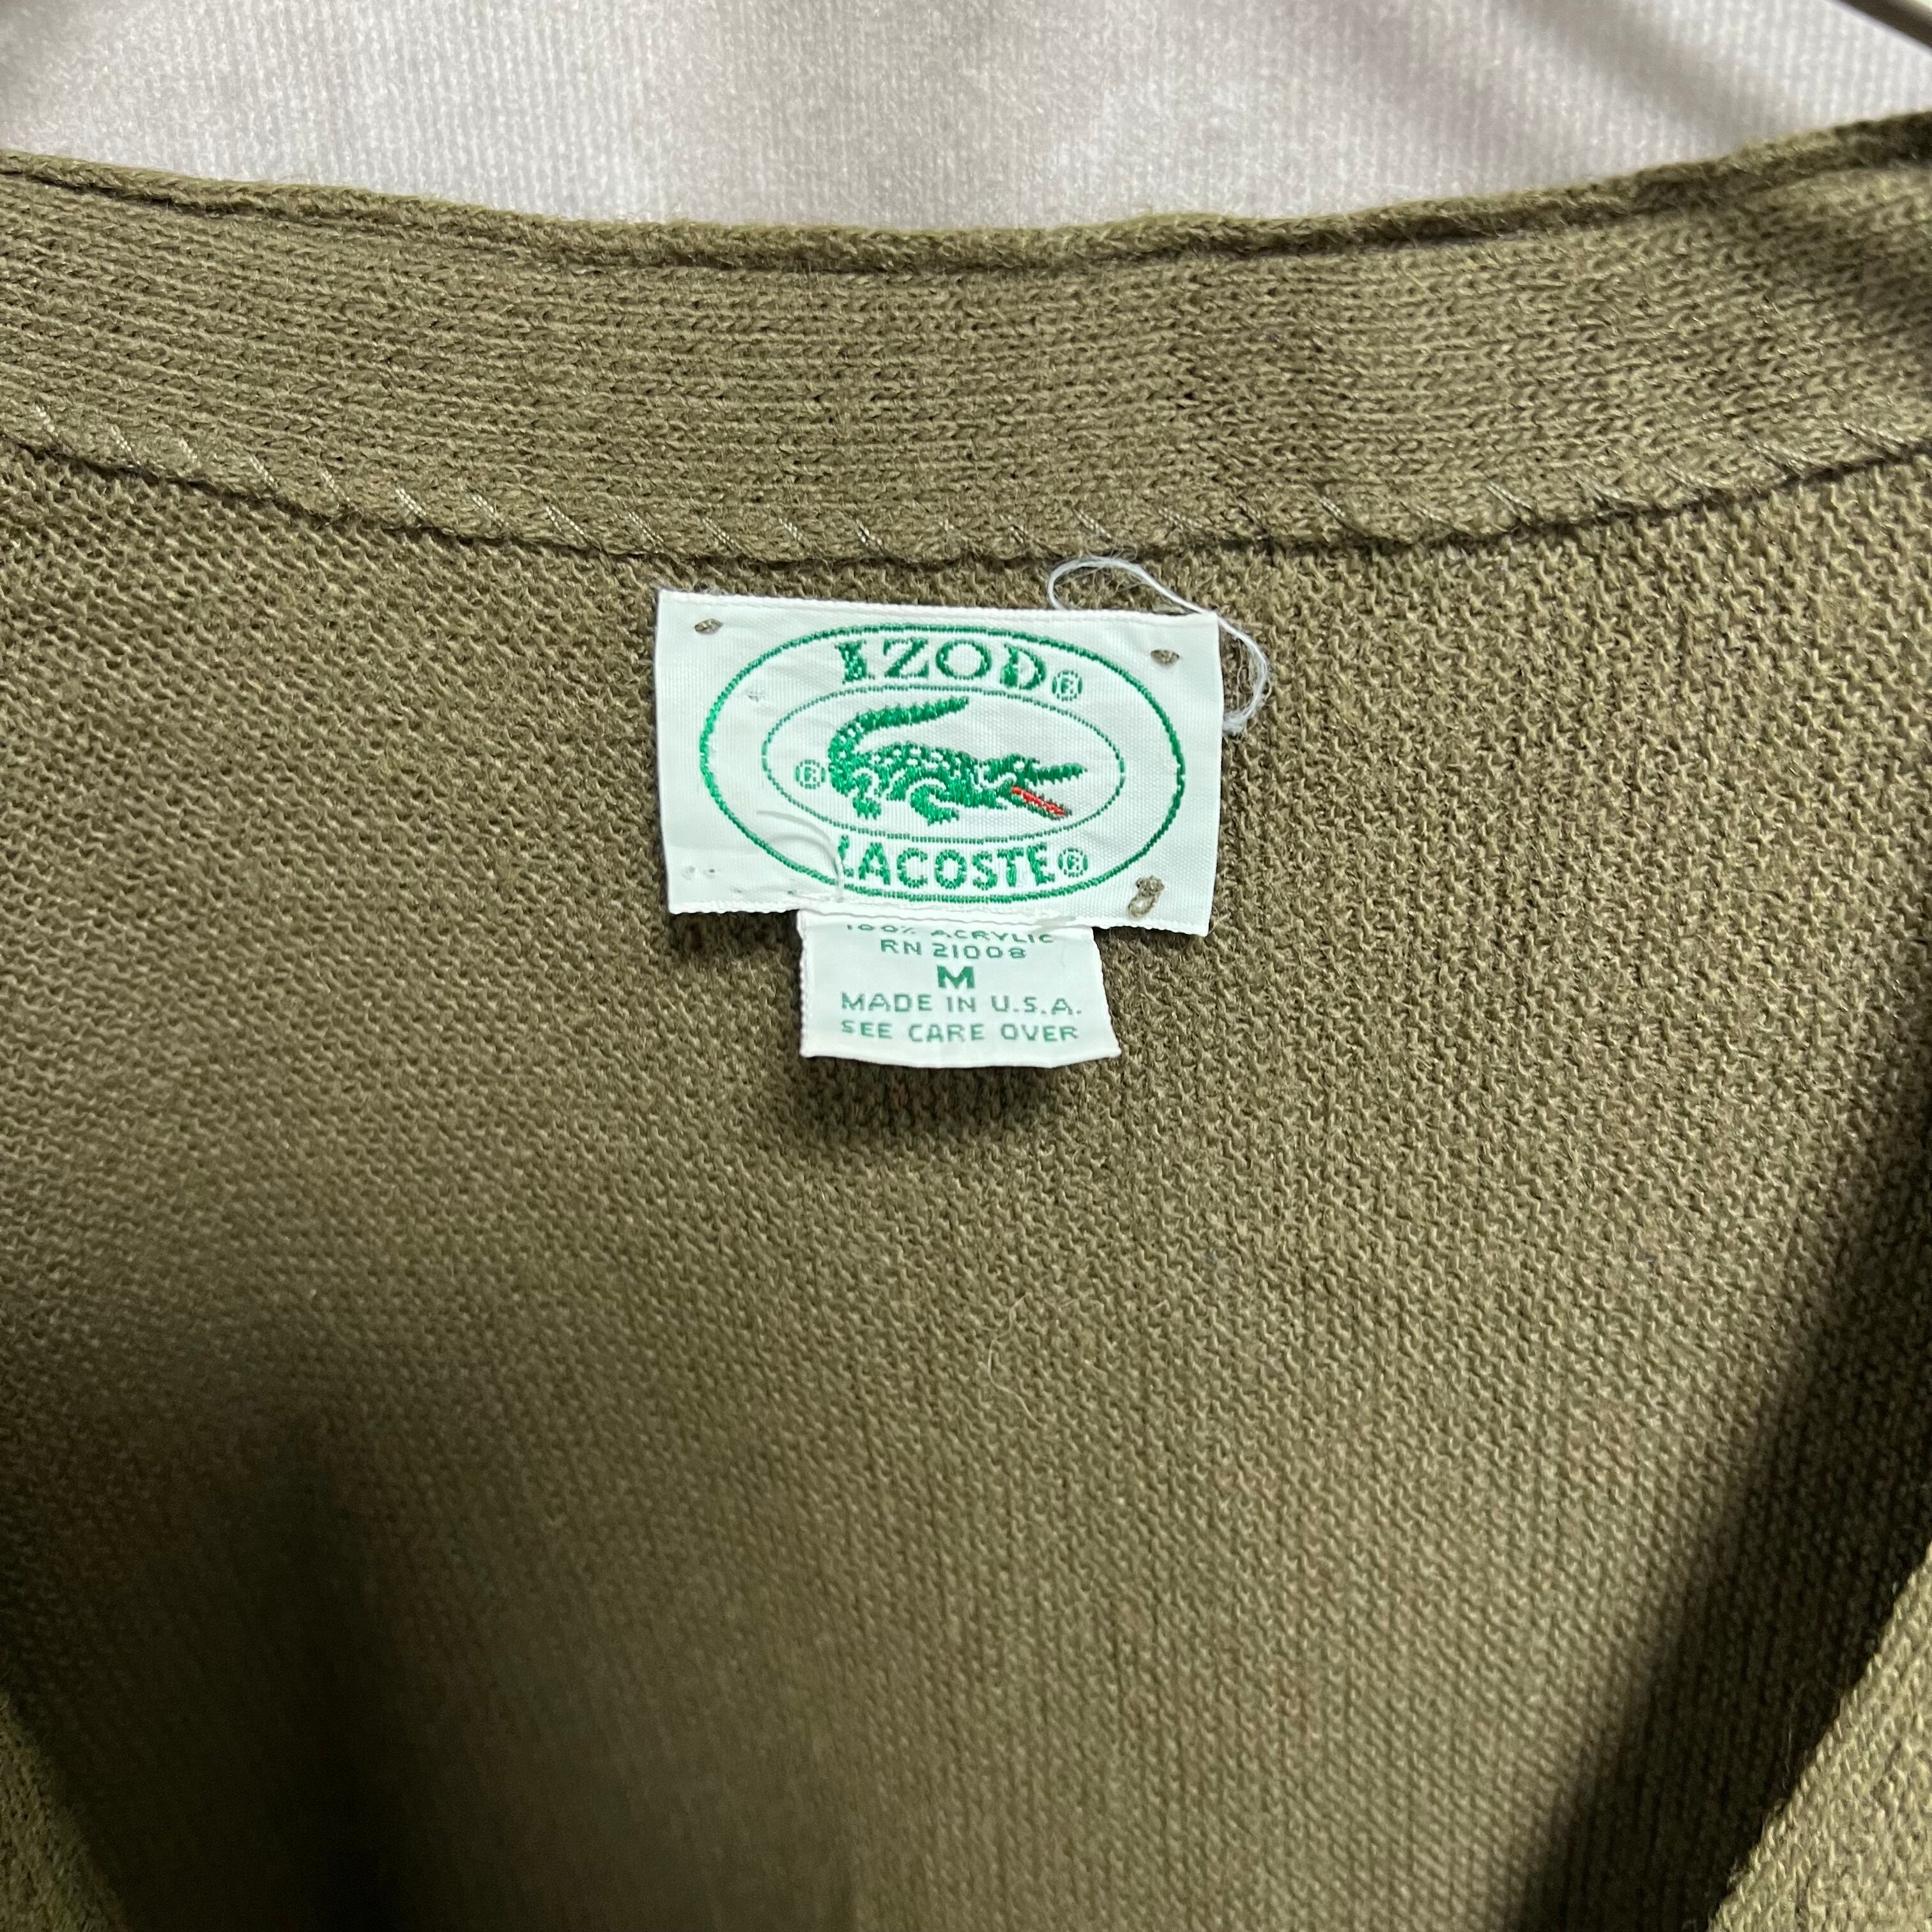 IZOD®
®
LACOSTE®
100% ACRYLIC
RN 21008
M
MADE IN U.S.A.
SEE CARE OVER